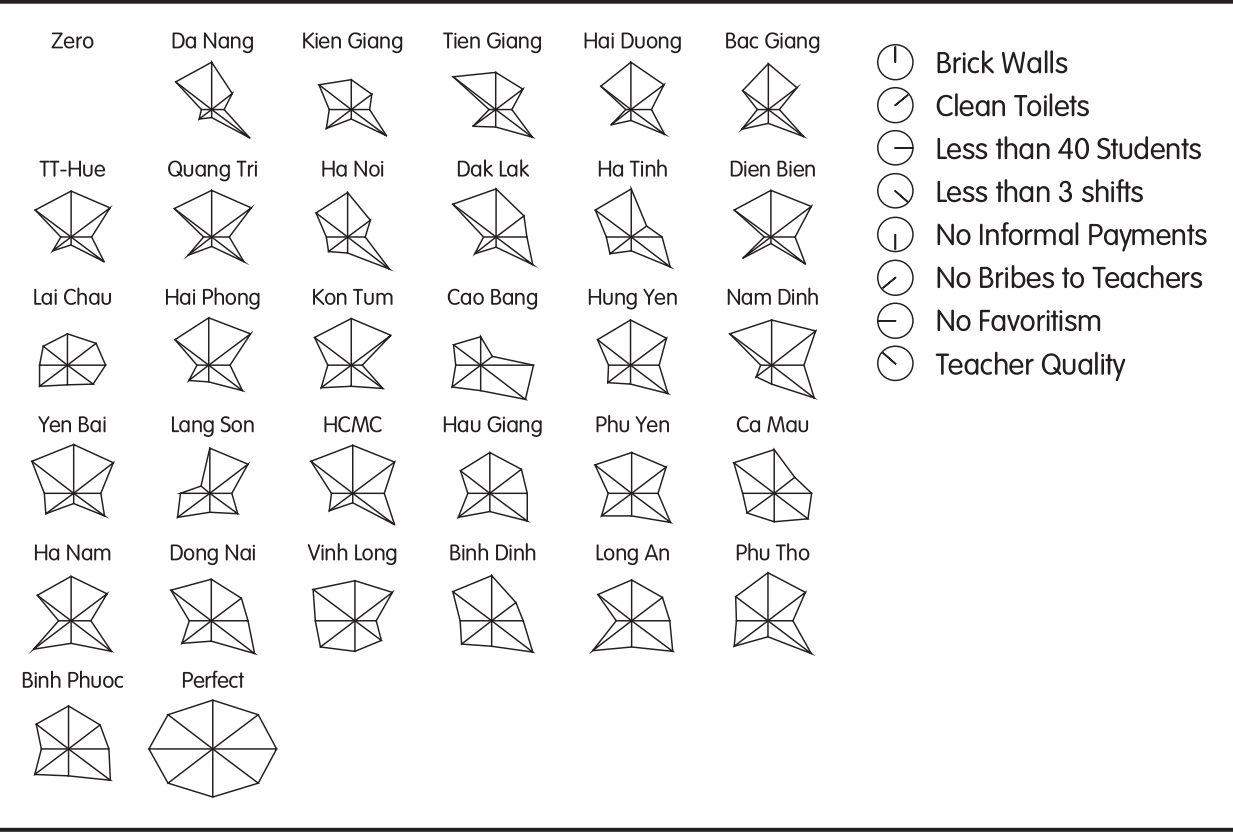 Zero Da Nang Kien Giang Tien Giang Hai Duong Bac Giang
TT-Hue Quang Tri Ha Noi Dak Lak Ha Tinh Dien Bien
Lai Chau Hai Phong Kon Tum Cao Bang Hung Yen Nam Dinh
Yen Bai Lang Son HCMC Hau Giang Phu Yen Ca Mau
Ha Nam Dong Nai Vinh Long Binh Dinh Long An Phu Tho
Binh Phuoc Perfect
Brick Walls
Clean Toilets
Less than 40 Students
Less than 3 shifts
No Informal Payments
No Bribes to Teachers
No Favoritism
Teacher Quality